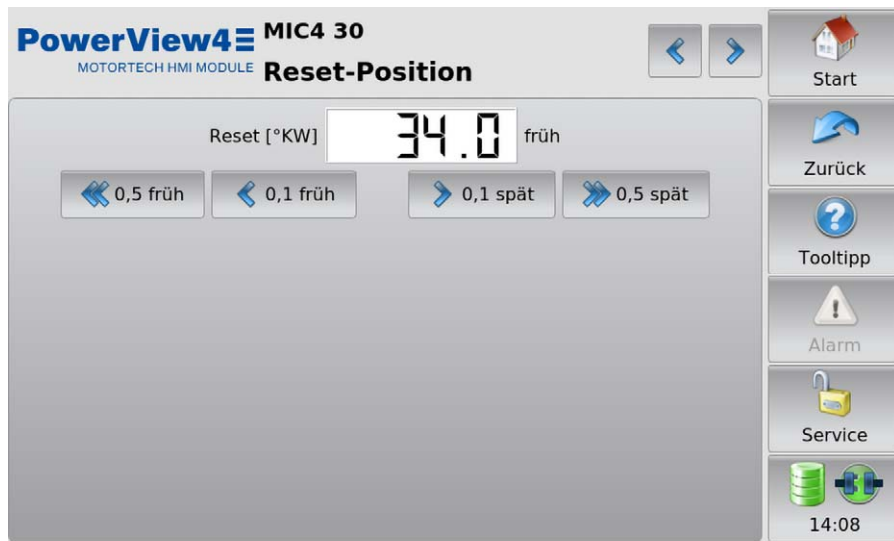 PowerView4
MOTORTECH HMI MODULE
MIC4 30
Reset-Position
Reset [°KW] 34.0 früh
0,5 früh 0,1 früh 0,1 spät 0,5 spät
Start
Zurück
Tooltipp
Alarm
Service
14:08